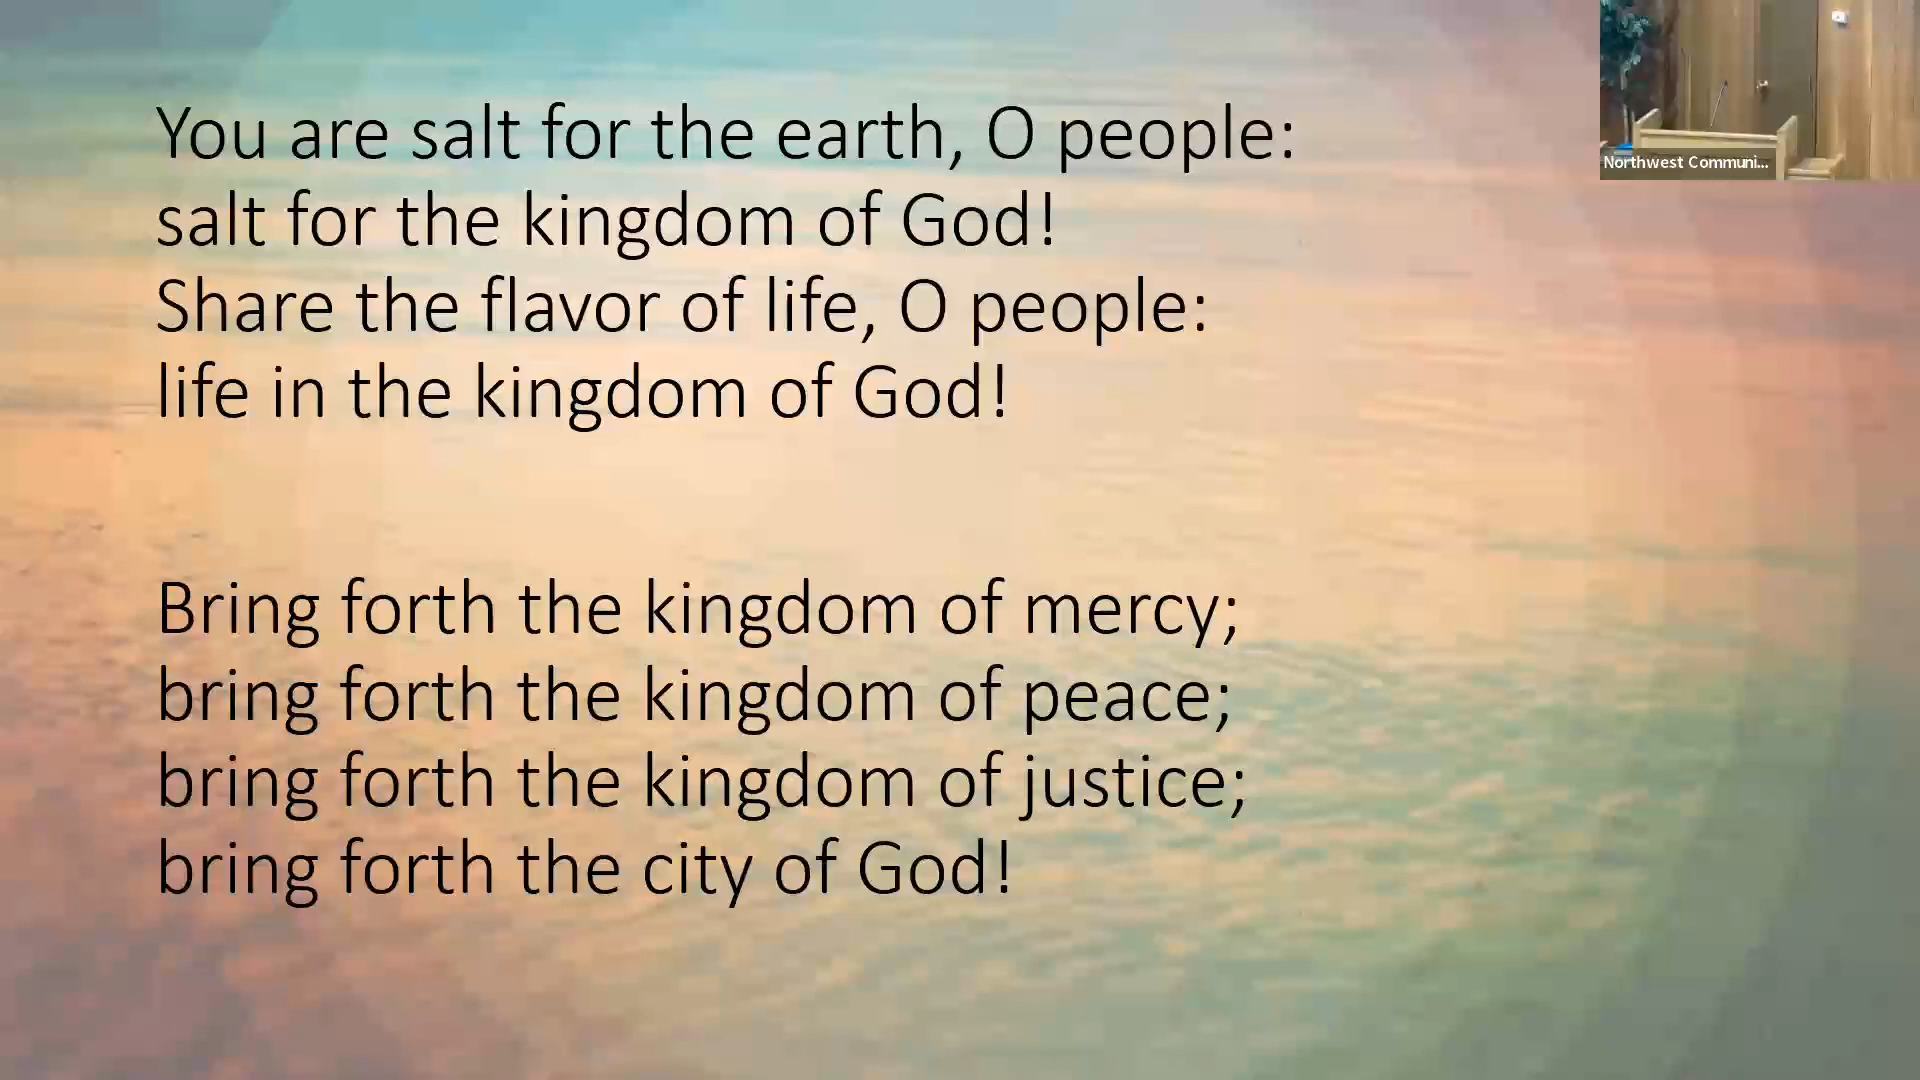 You are salt for the earth, O people:
salt for the kingdom of God!
Share the flavor of life, O people:
life in the kingdom of God!
Bring forth the kingdom of mercy;
bring forth the kingdom of peace;
bring forth the kingdom of justice;
bring forth the city of God!
Northwest Communi...